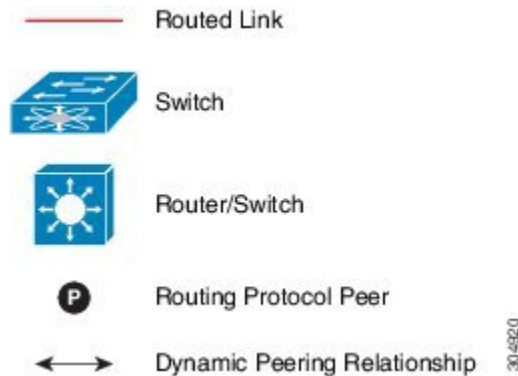 Routed Link
Switch
Router/Switch
P
Routing Protocol Peer
Dynamic Peering Relationship
304920